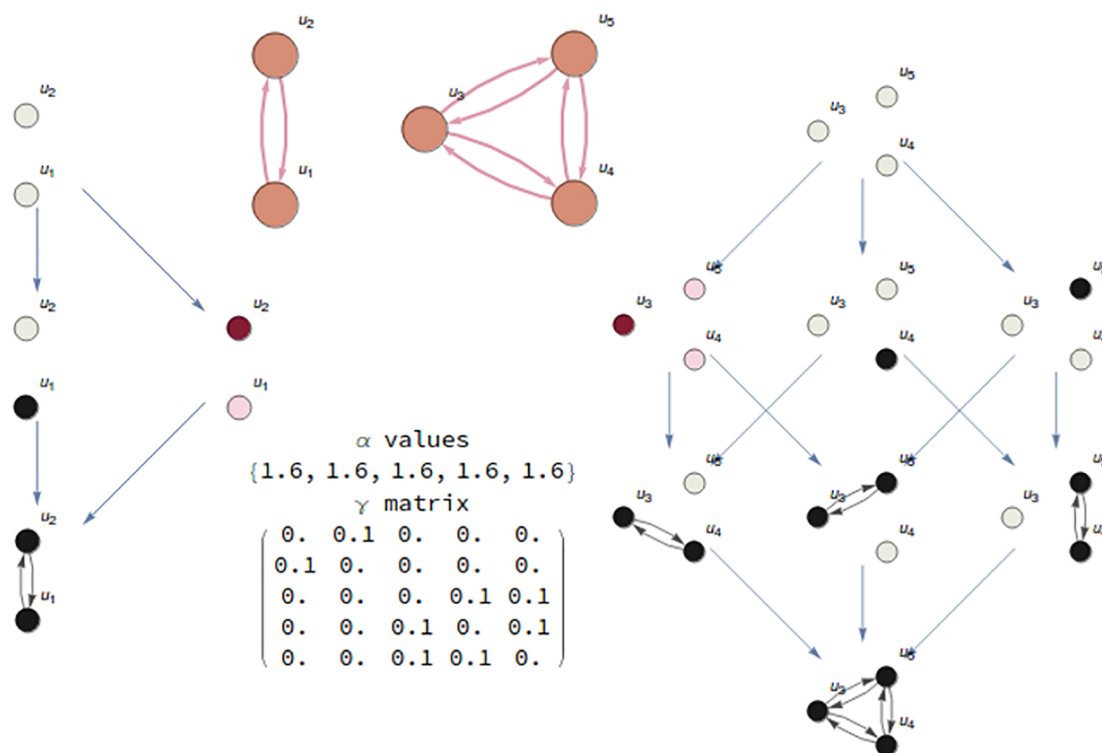 u2
u1
u2
u1
u2
u1
u2
u1
u2
u1
u5
u3
u4
α values
{1.6, 1.6, 1.6, 1.6, 1.6}
γ matrix
0. 0.1 0. 0. 0.
0.1 0. 0. 0. 0.
0. 0. 0. 0.1 0.1
0. 0. 0.1 0. 0.1
0. 0. 0.1 0.1 0.
u5
u3
u4
u3
u4
u5
u3
u4
u3
u3
u4
u3
u4
u3
u3
u4